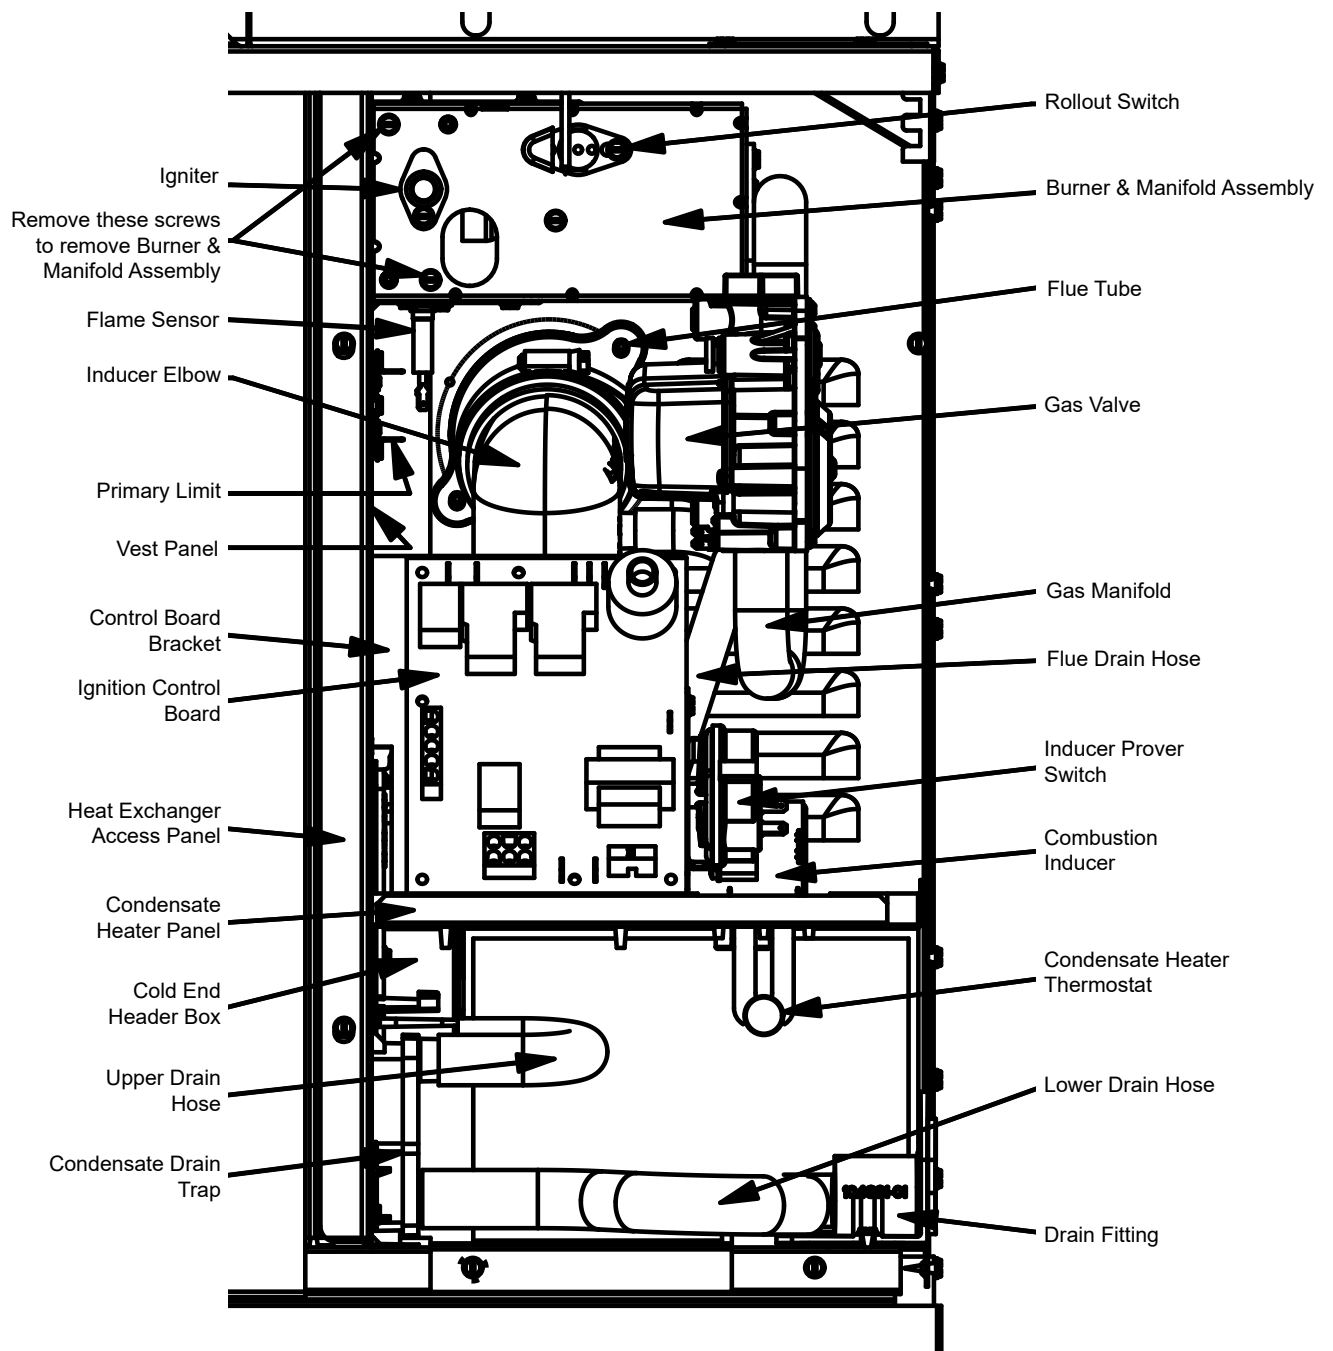 Rollout Switch
Igniter
Burner & Manifold Assembly
Remove these screws
to remove Burner &
Manifold Assembly
Flue Tube
Flame Sensor
Inducer Elbow
Gas Valve
Primary Limit
Vest Panel
Gas Manifold
Control Board
Bracket
Flue Drain Hose
Ignition Control
Board
Inducer Prover
Switch
Heat Exchanger
Access Panel
Combustion
Inducer
Condensate
Heater Panel
Condensate Heater
Thermostat
Cold End
Header Box
Upper Drain
Hose
Lower Drain Hose
Condensate Drain
Trap
Drain Fitting